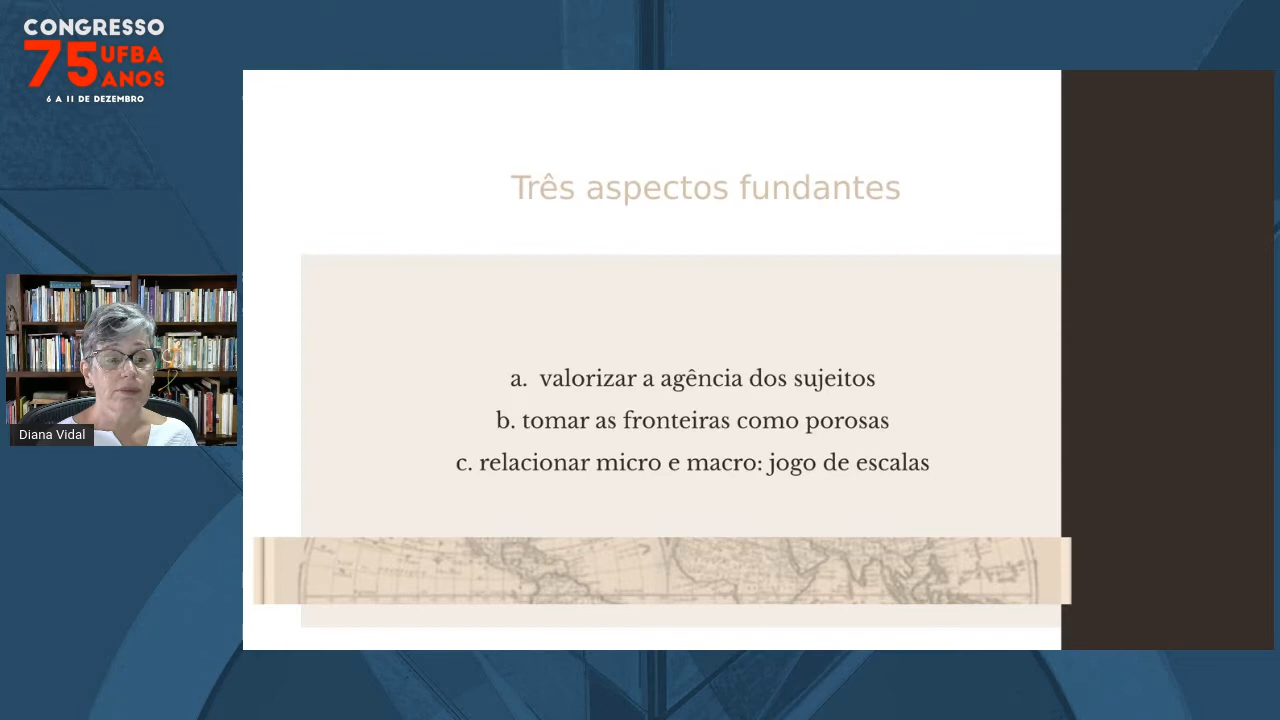 CONGRESSO
75 UFBA
ANOS
6 A 11 DE DEZEMBRO
Três aspectos fundantes
a. valorizar a agência dos sujeitos
b. tomar as fronteiras como porosas
c. relacionar micro e macro: jogo de escalas
Diana Vidal